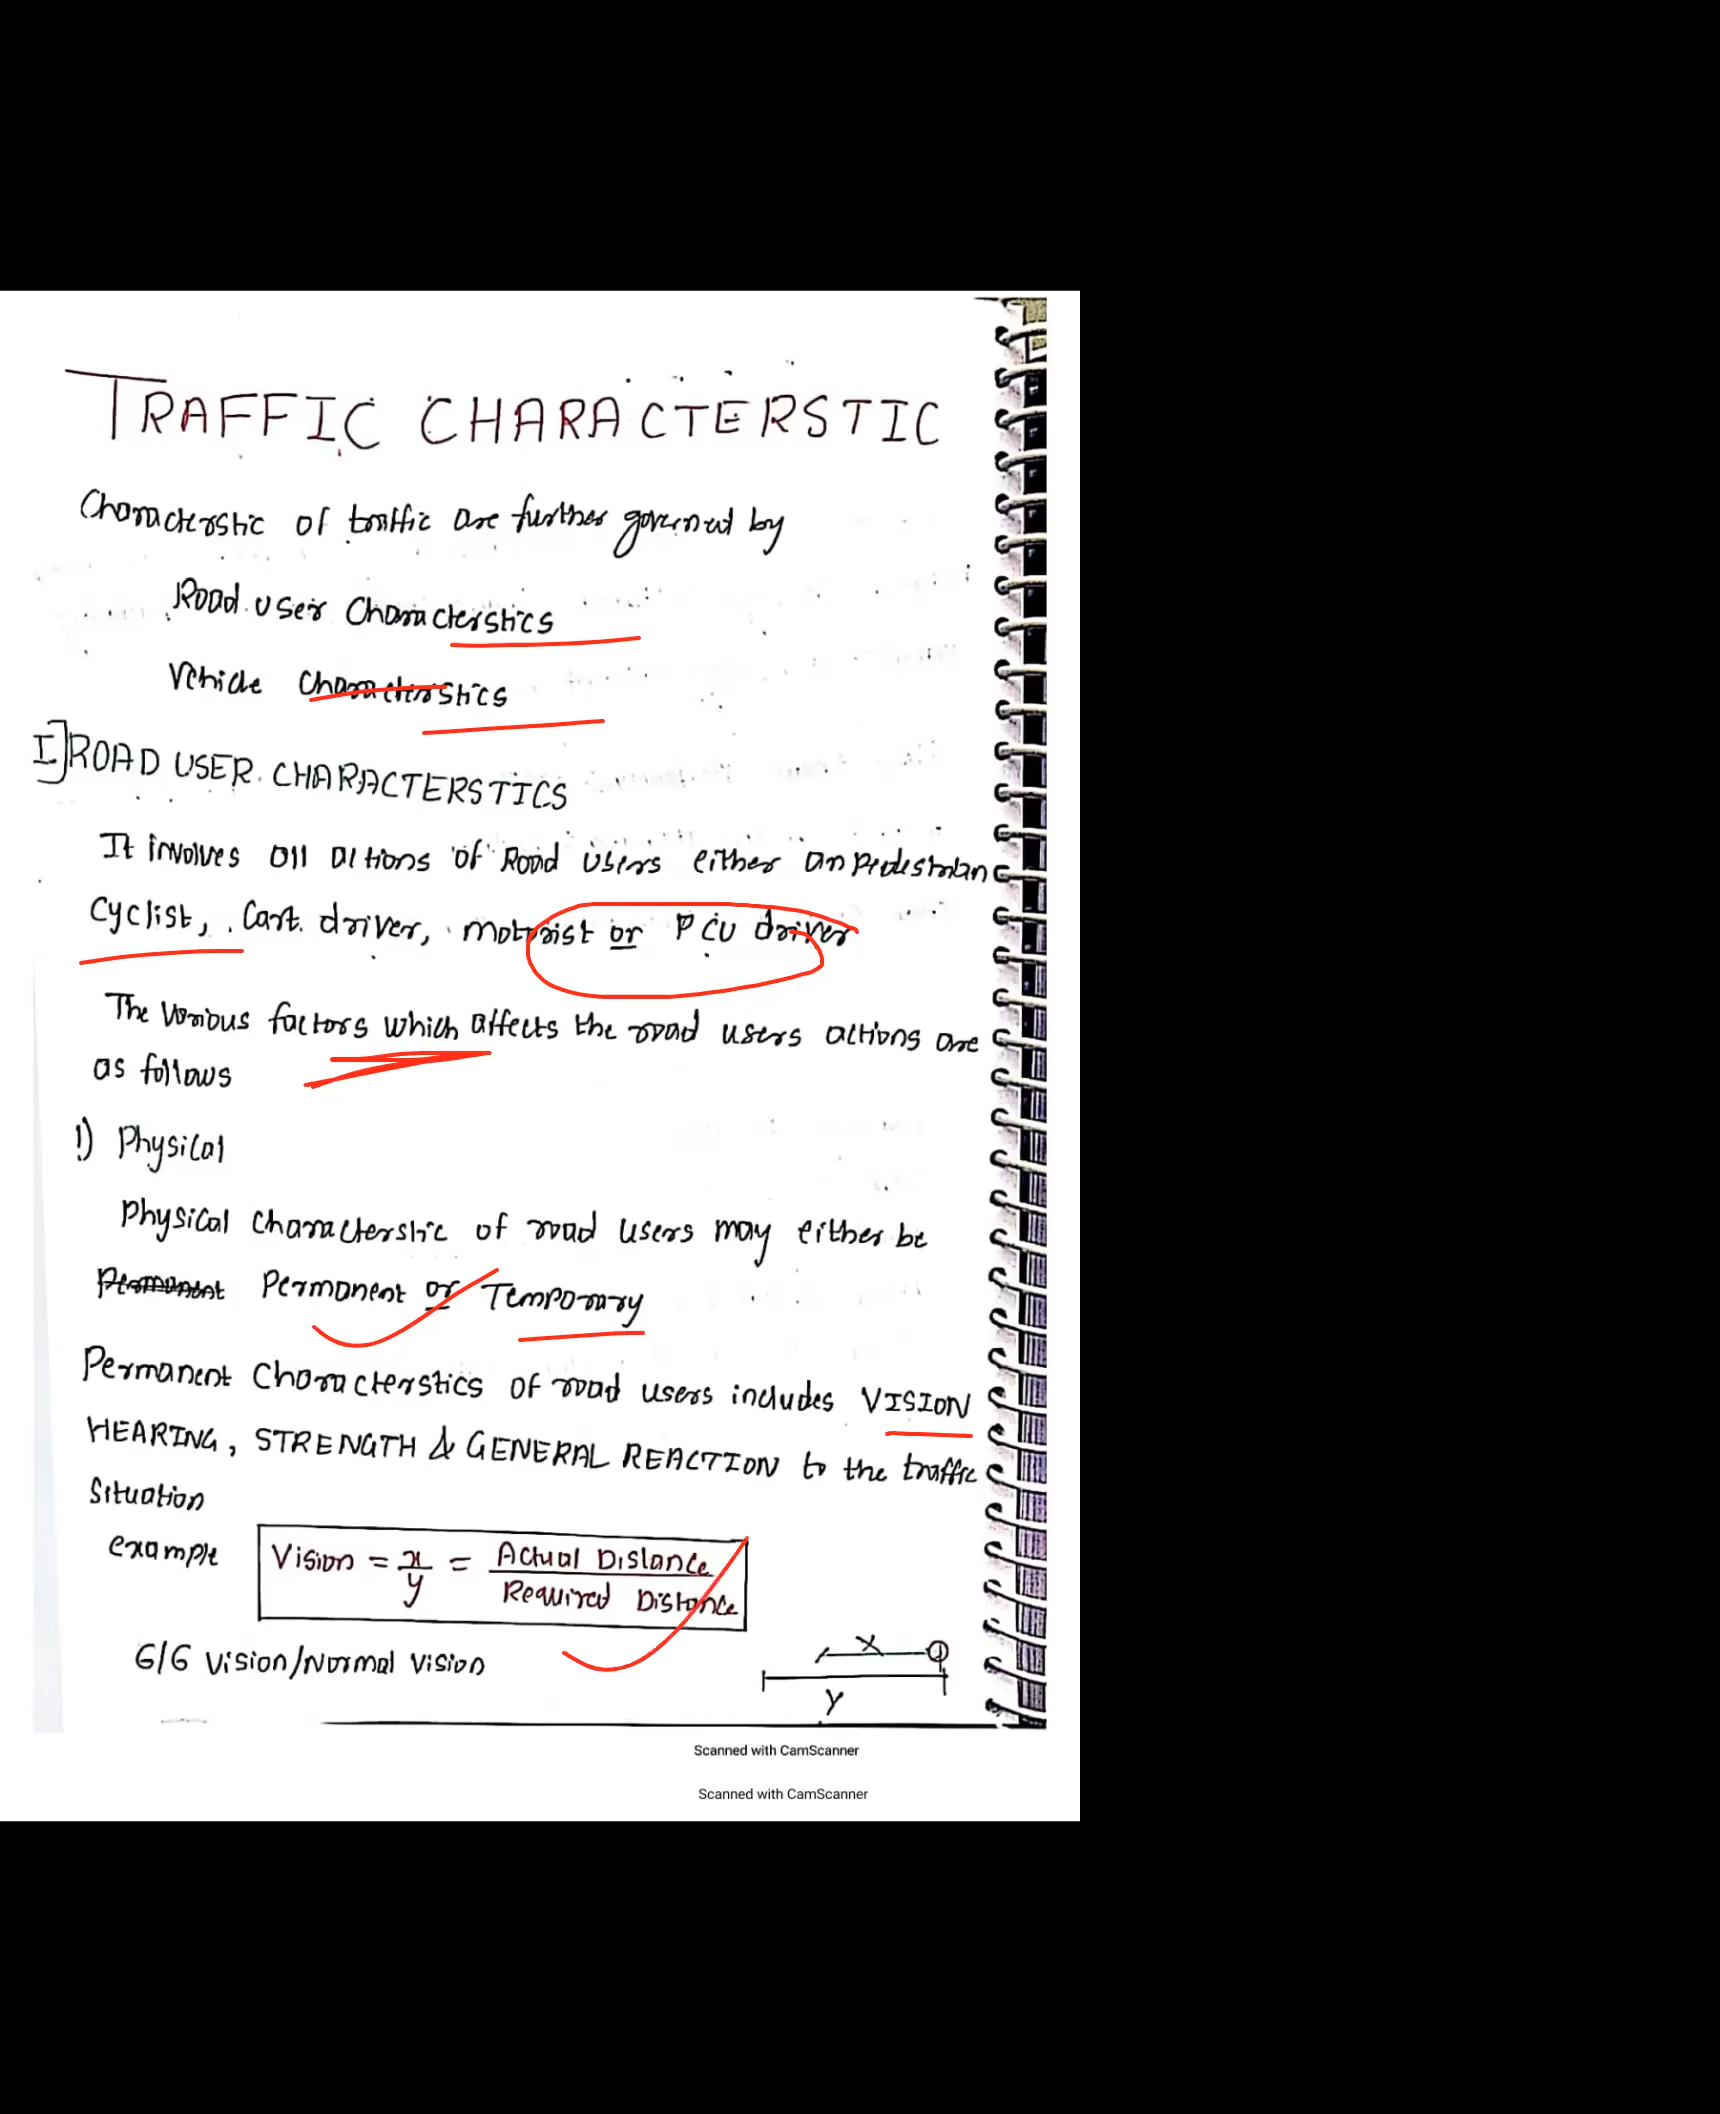 TRAFFIC CHARACTERSTIC
Characterstic of traffic are further governed by
Road user Characterstics
Vehicle Characterstics
I] ROAD USER CHARACTERSTICS
It involves all actions of Road users either an pedestrian
cyclist, Cart driver, motorist or PCU driver
The various factors which affects the road users actions are
as follows
1) Physical
Physical characterstic of road users may either be
Permanent Permanent or Temporary
Permanent Characterstics of road users includes VISION
HEARING, STRENGTH & GENERAL REACTION to the traffic
Situation
example Vision = x/y = Actual Distance / Required Distance
6/6 vision/Normal vision
X
Y
Scanned with CamScanner
Scanned with CamScanner